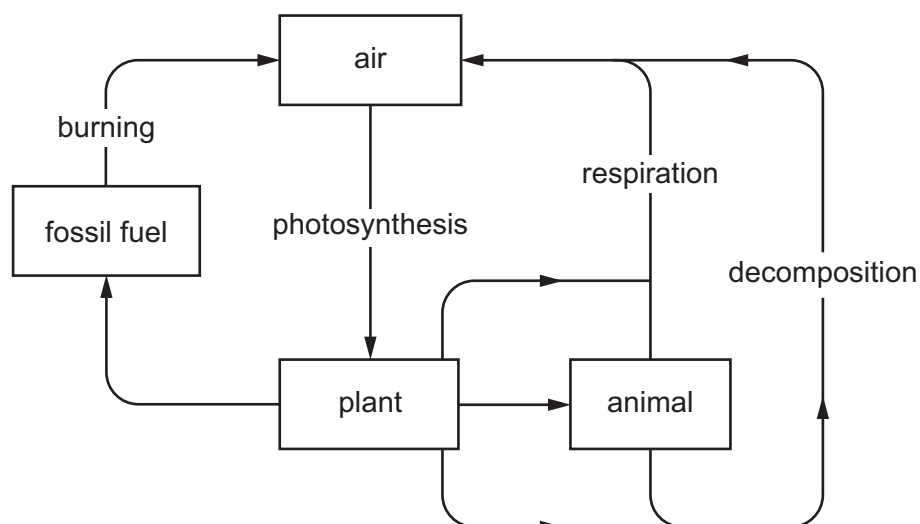 air
burning
respiration
fossil fuel
photosynthesis
decomposition
plant
animal